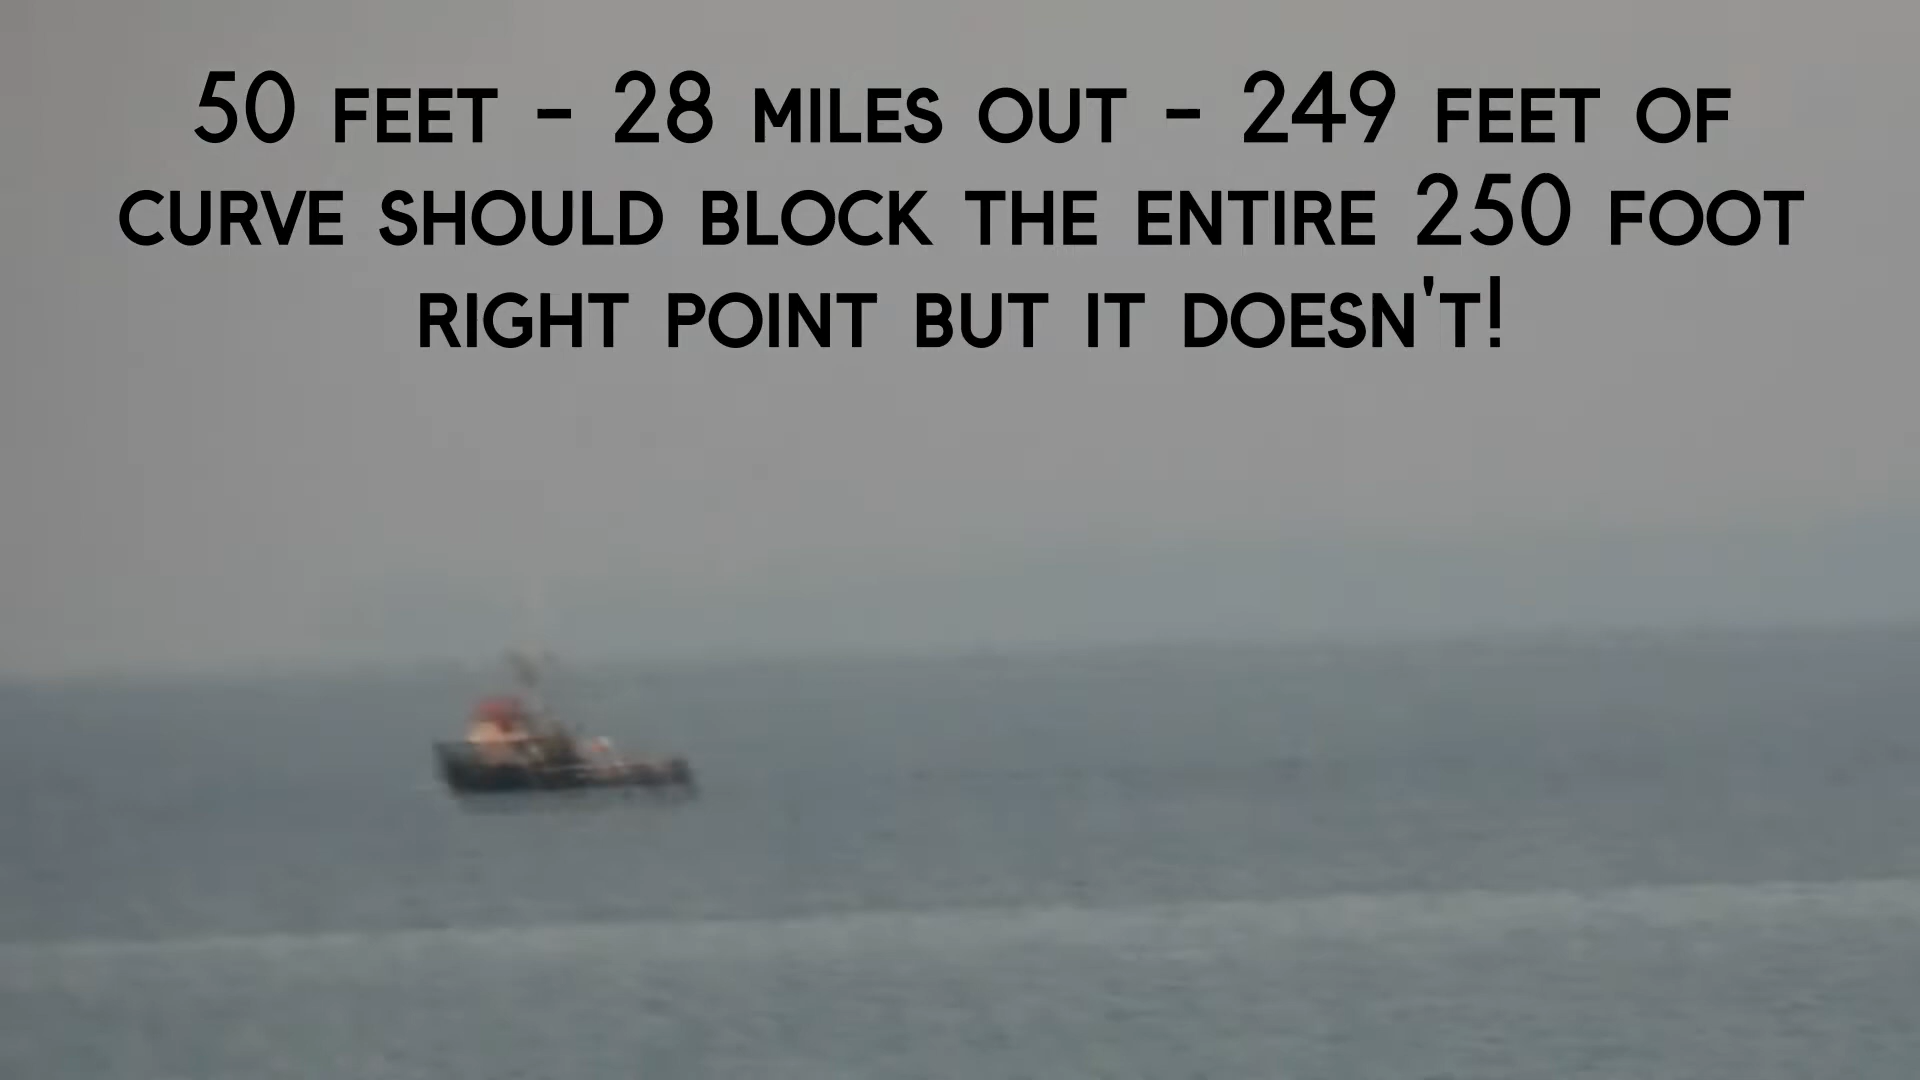 50 FEET - 28 MILES OUT - 249 FEET OF
CURVE SHOULD BLOCK THE ENTIRE 250 FOOT
RIGHT POINT BUT IT DOESN'T!